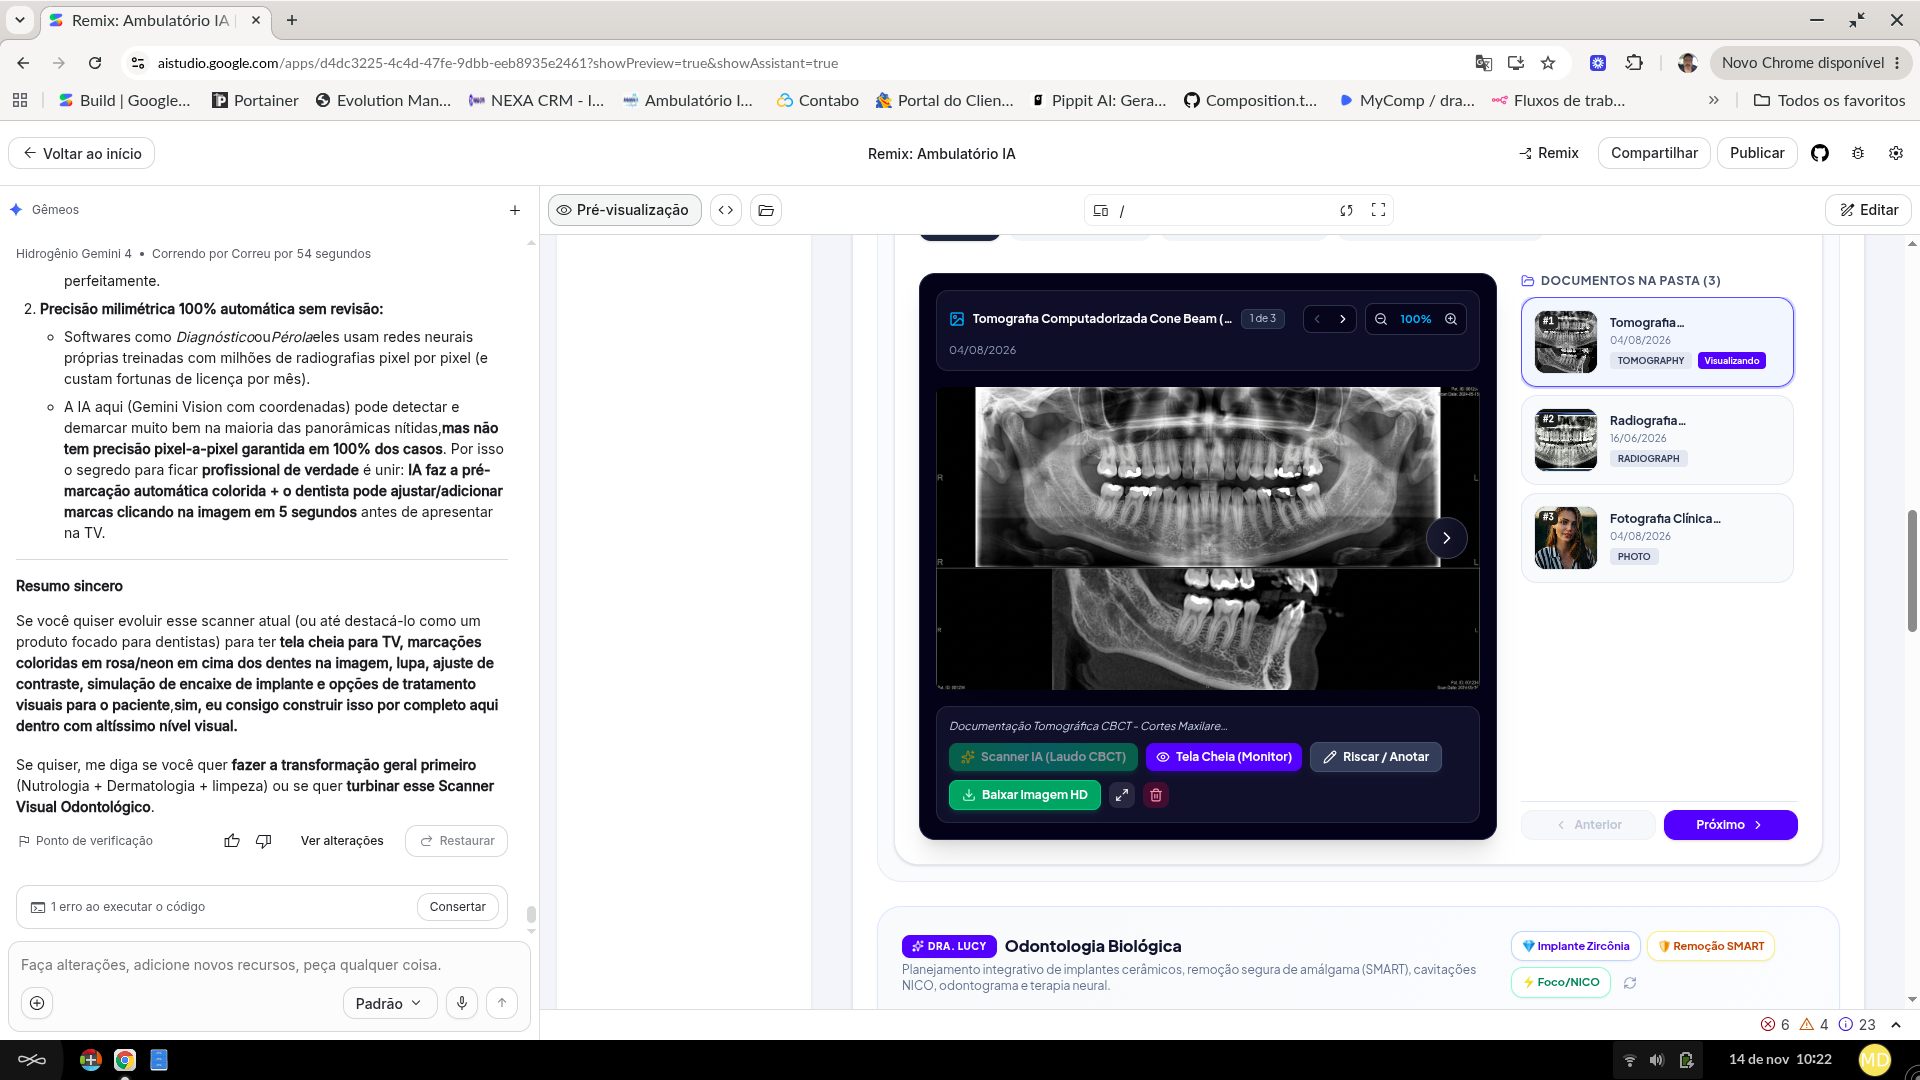 Remix: Ambulatório IA
aistudio.google.com/apps/d4dc3225-4c4d-47fe-9dbb-eeb8935e2461?showPreview=true&showAssistant=true
Novo Chrome disponível
Build | Google...
Portainer
Evolution Man...
NEXA CRM - I...
Ambulatório I...
Contabo
Portal do Clien...
Pippit AI: Gera...
Composition.t...
MyComp / dra...
Fluxos de trab...
Todos os favoritos
Voltar ao início
Remix: Ambulatório IA
Remix
Compartilhar
Publicar
Gêmeos
Pré-visualização
/
Editar
Hidrogênio Gemini 4 • Correndo por Correu por 54 segundos
perfeitamente.
2. Precisão milimétrica 100% automática sem revisão:
Softwares como DiagnósticoouPérolaeles usam redes neurais
próprias treinadas com milhões de radiografias pixel por pixel (e
custam fortunas de licença por mês).
A IA aqui (Gemini Vision com coordenadas) pode detectar e
demarcar muito bem na maioria das panorâmicas nítidas,mas não
tem precisão pixel-a-pixel garantida em 100% dos casos. Por isso
o segredo para ficar profissional de verdade é unir: IA faz a pré-
marcação automática colorida + o dentista pode ajustar/adicionar
marcas clicando na imagem em 5 segundos antes de apresentar
na TV.
Resumo sincero
Se você quiser evoluir esse scanner atual (ou até destacá-lo como um
produto focado para dentistas) para ter tela cheia para TV, marcações
coloridas em rosa/neon em cima dos dentes na imagem, lupa, ajuste de
contraste, simulação de encaixe de implante e opções de tratamento
visuais para o paciente,sim, eu consigo construir isso por completo aqui
dentro com altíssimo nível visual.
Se quiser, me diga se você quer fazer a transformação geral primeiro
(Nutrologia + Dermatologia + limpeza) ou se quer turbinar esse Scanner
Visual Odontológico.
Ponto de verificação
Ver alterações
Restaurar
1 erro ao executar o código
Consertar
Faça alterações, adicione novos recursos, peça qualquer coisa.
Padrão
Tomografia Computadorizada Cone Beam (...
1 de 3
100%
04/08/2026
R
L
R
L
Documentação Tomográfica CBCT - Cortes Maxilare...
Scanner IA (Laudo CBCT)
Tela Cheia (Monitor)
Riscar / Anotar
Baixar Imagem HD
DOCUMENTOS NA PASTA (3)
#1
Tomografia...
04/08/2026
TOMOGRAPHY
Visualizando
#2
Radiografia...
16/06/2026
RADIOGRAPH
#3
Fotografia Clínica...
04/08/2026
PHOTO
Anterior
Próximo
DRA. LUCY
Odontologia Biológica
Planejamento integrativo de implantes cerâmicos, remoção segura de amálgama (SMART), cavitações
NICO, odontograma e terapia neural.
Implante Zircônia
Remoção SMART
Foco/NICO
6
4
23
14 de nov 10:22
MD